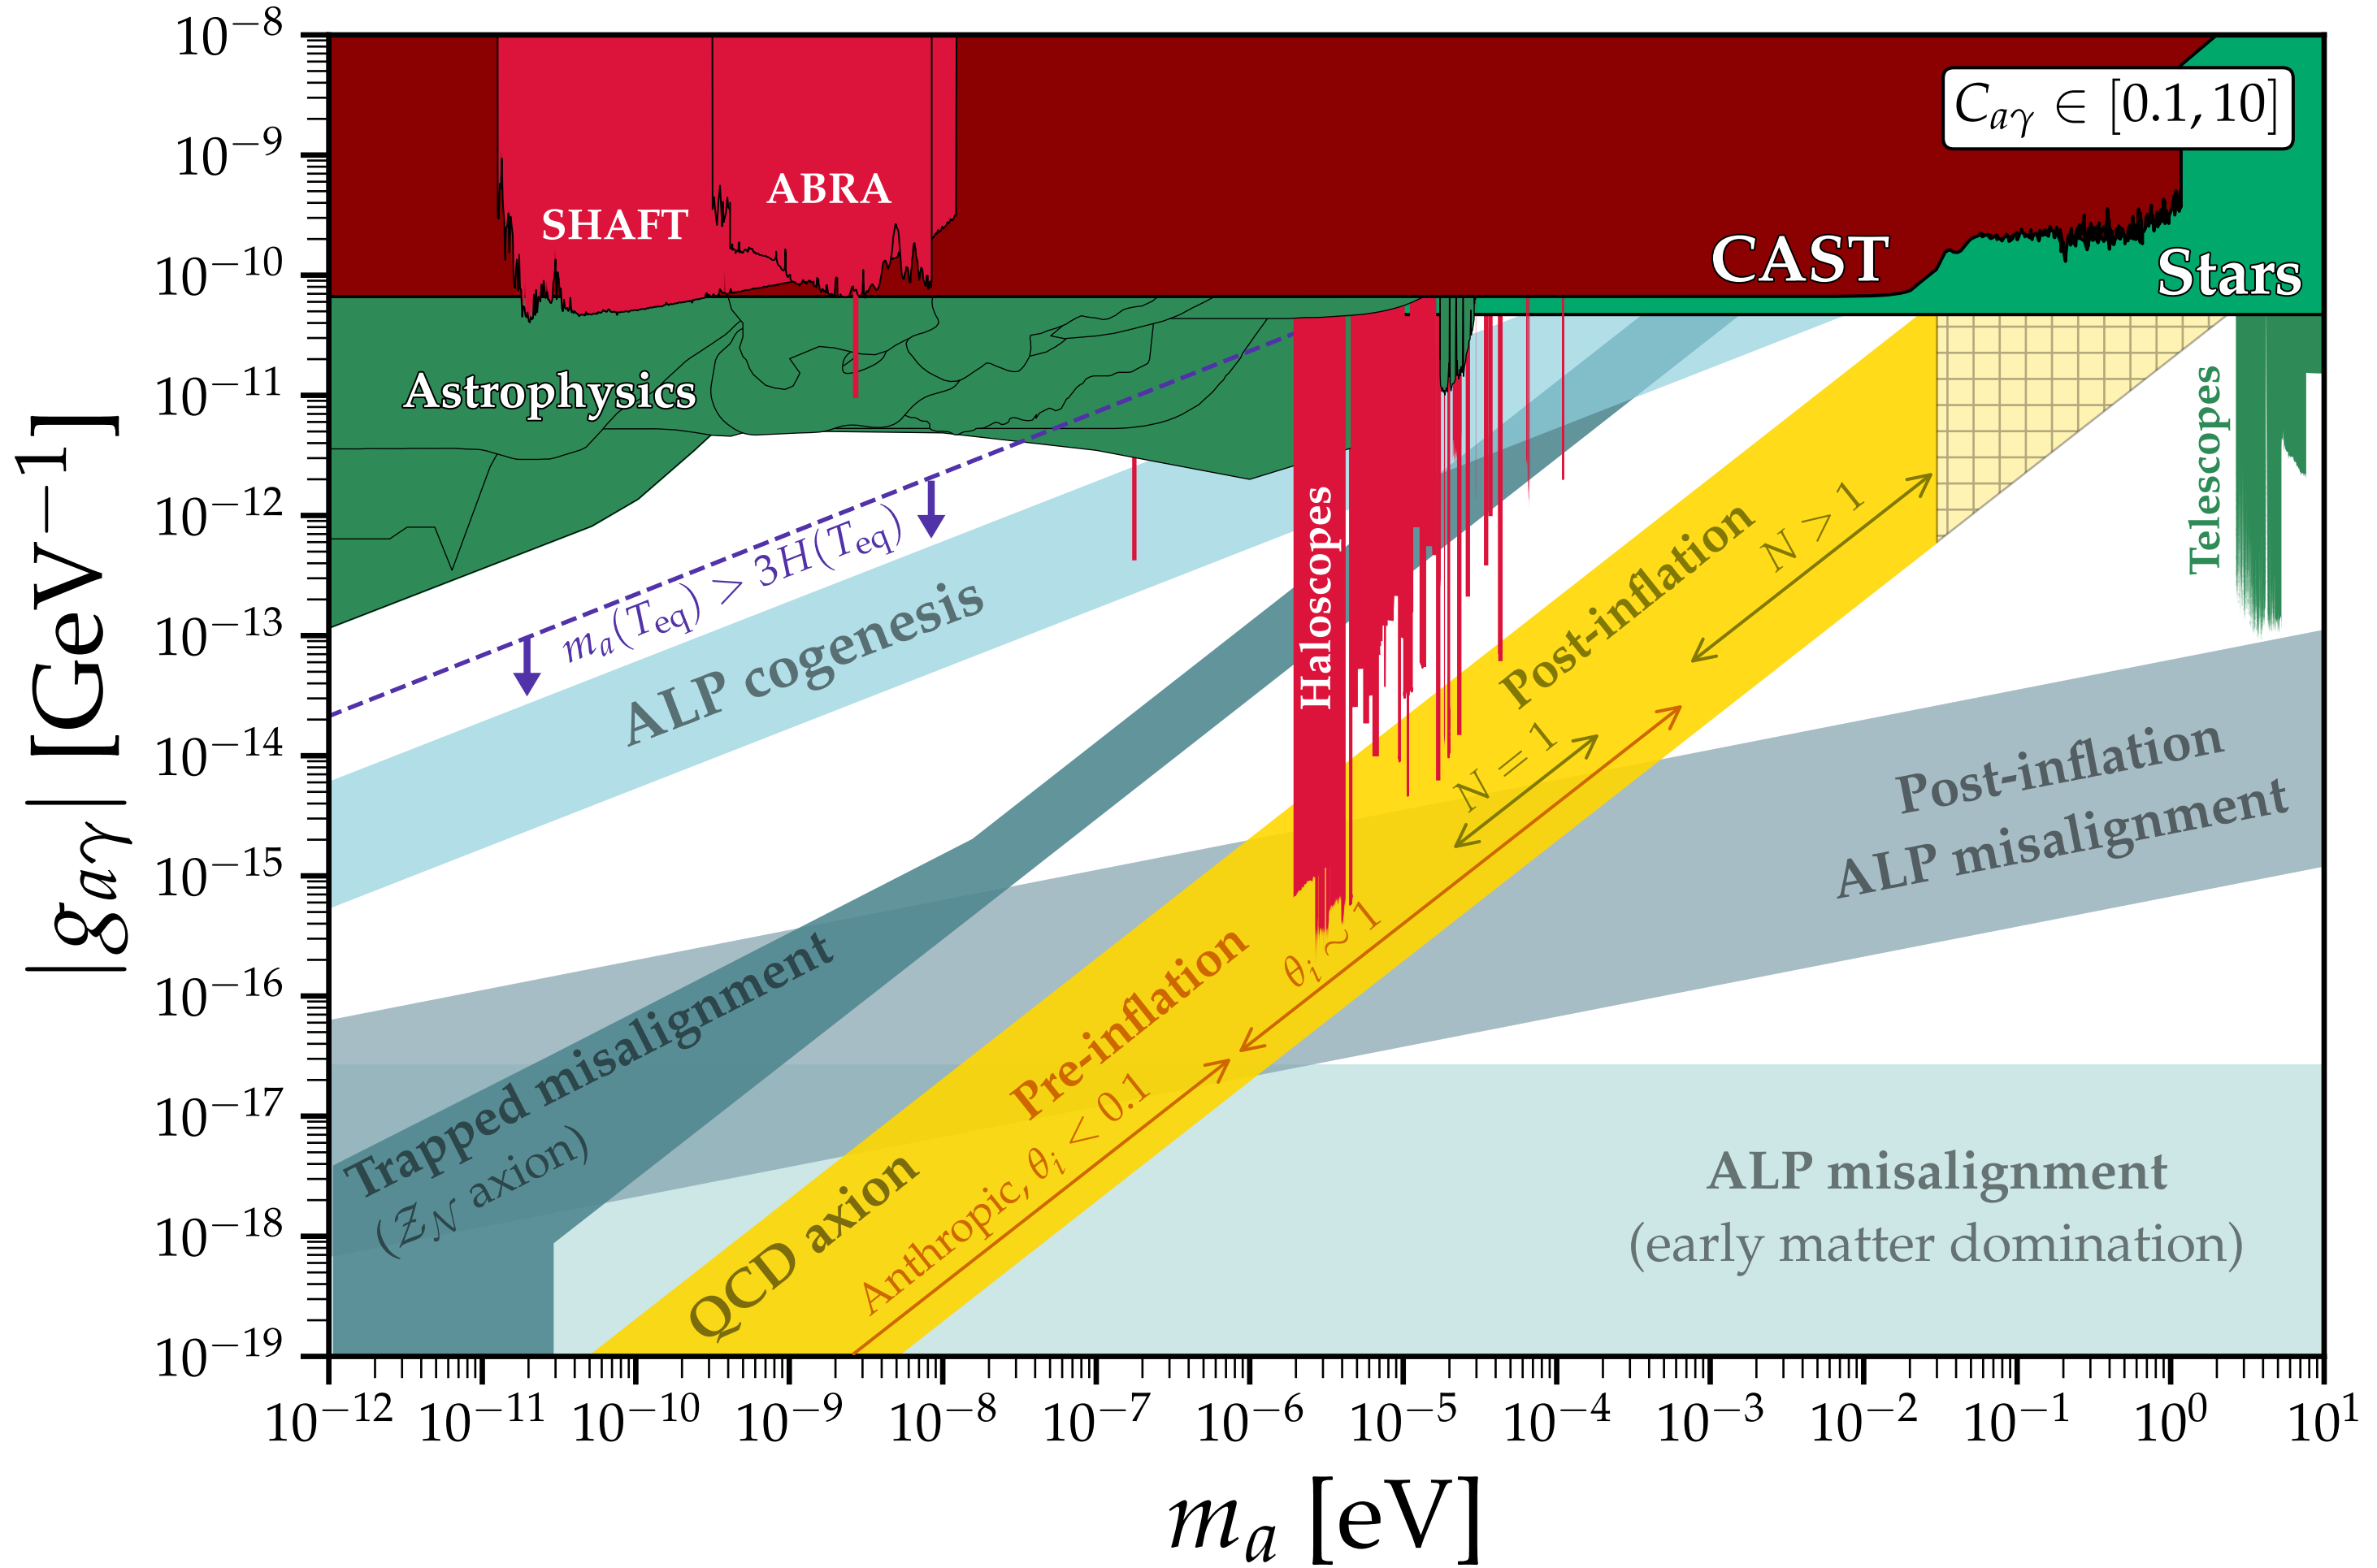 |g_{aγ}| [GeV⁻¹]
10⁻⁸
10⁻⁹
10⁻¹⁰
10⁻¹¹
10⁻¹²
10⁻¹³
10⁻¹⁴
10⁻¹⁵
10⁻¹⁶
10⁻¹⁷
10⁻¹⁸
10⁻¹⁹
C_{aγ} ∈ [0.1, 10]
SHAFT
ABRA
CAST
Stars
Astrophysics
Telescopes
Haloscopes
m_a(T_eq) > 3H(T_eq)
ALP cogenesis
Post-inflation
N > 1
N = 1
Post-inflation
ALP misalignment
Trapped misalignment
(Z_N axion)
Pre-inflation
θ_i ~ 1
QCD axion
Anthropic, θ_i < 0.1
ALP misalignment
(early matter domination)
10⁻¹² 10⁻¹¹ 10⁻¹⁰ 10⁻⁹ 10⁻⁸ 10⁻⁷ 10⁻⁶ 10⁻⁵ 10⁻⁴ 10⁻³ 10⁻² 10⁻¹ 10⁰ 10¹
m_a [eV]